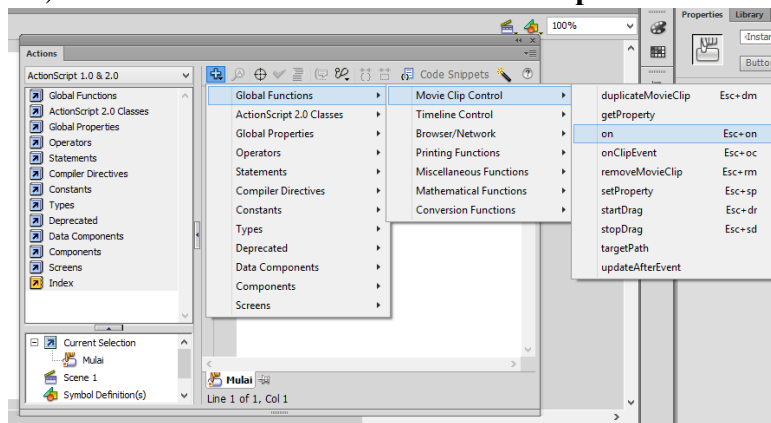 100%
Properties Library
Instan
Butto
Actions
ActionScript 1.0 & 2.0
Code Snippets
Global Functions
ActionScript 2.0 Classes
Global Properties
Operators
Statements
Compiler Directives
Constants
Types
Deprecated
Data Components
Components
Screens
Index
Global Functions
ActionScript 2.0 Classes
Global Properties
Operators
Statements
Compiler Directives
Constants
Types
Deprecated
Data Components
Components
Screens
Movie Clip Control
Timeline Control
Browser/Network
Printing Functions
Miscellaneous Functions
Mathematical Functions
Conversion Functions
duplicateMovieClip Esc+dm
getProperty
on Esc+on
onClipEvent Esc+oc
removeMovieClip Esc+rm
setProperty Esc+sp
startDrag Esc+dr
stopDrag Esc+sd
targetPath
updateAfterEvent
Current Selection
Mulai
Scene 1
Symbol Definition(s)
Mulai
Line 1 of 1, Col 1